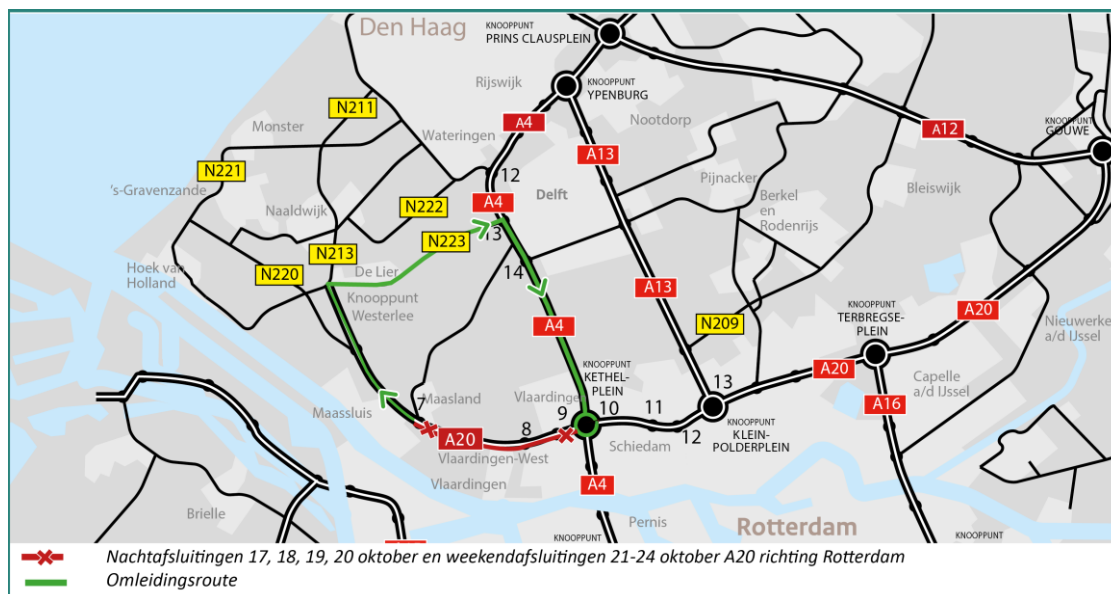 Den Haag
KNOOPPUNT
PRINS CLAUSPLEIN
Rijswijk
KNOOPPUNT
YPENBURG
N211
Monster
Wateringen
A4
Nootdorp
A12
KNOOPPUNT
GOUWE
A13
N221
's-Gravenzande
12
Delft
Pijnacker
Bleiswijk
Naaldwijk
N222
A4
Berkel
en
Rodenrijs
13
N223
N213
Hoek van
Holland
N220
De Lier
14
Knooppunt
Westerlee
A13
KNOOPPUNT
TERBREGSE-
PLEIN
A20
Nieuwerke
a/d IJssel
A4
N209
KNOOPPUNT
KETHEL-
PLEIN
A20
Capelle
a/d IJssel
Maassluis
Maasland
7
Vlaardinge
9
10
11
12
13
A16
A20
8
Schiedam
KNOOPPUNT
KLEIN-
POLDERPLEIN
Vlaardingen-West
Vlaardingen
A4
Brielle
Pernis
Rotterdam
KNOOPPUNT
KNOOPPUNT
Nachtafsluitingen 17, 18, 19, 20 oktober en weekendafsluitingen 21-24 oktober A20 richting Rotterdam
Omleidingsroute